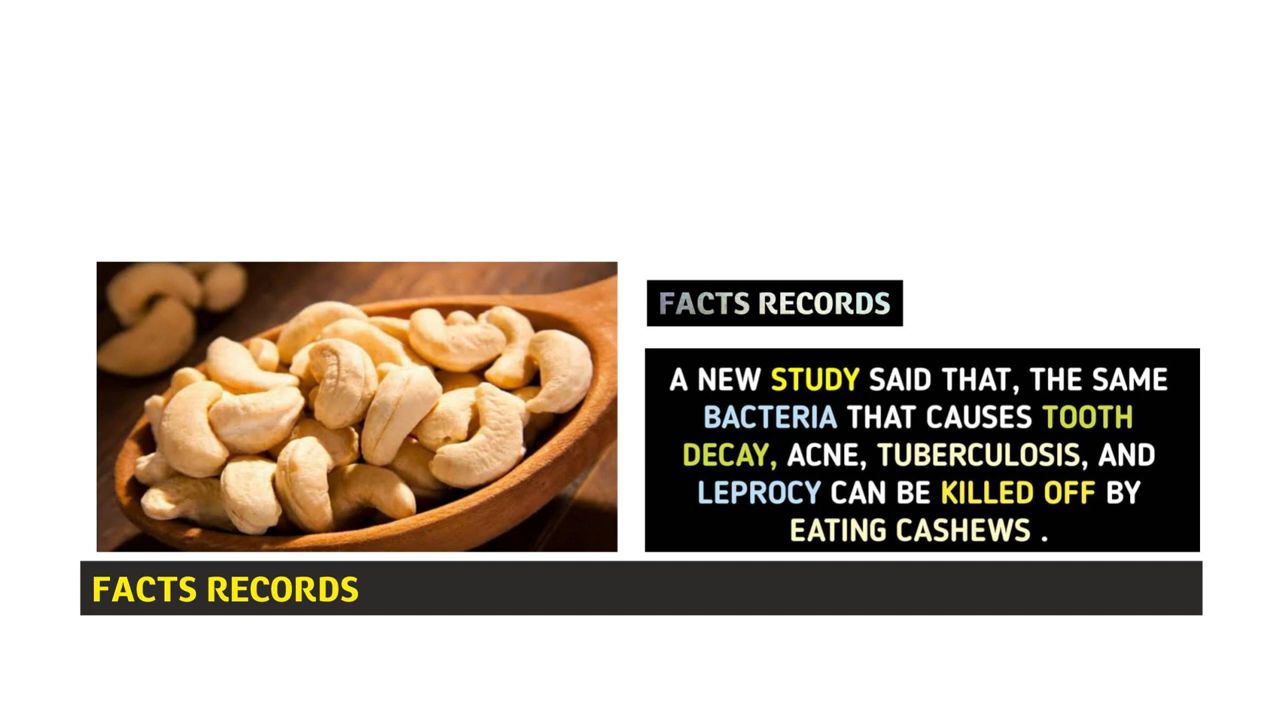 FACTS RECORDS
A NEW STUDY SAID THAT, THE SAME
BACTERIA THAT CAUSES TOOTH
DECAY, ACNE, TUBERCULOSIS, AND
LEPROCY CAN BE KILLED OFF BY
EATING CASHEWS .
FACTS RECORDS